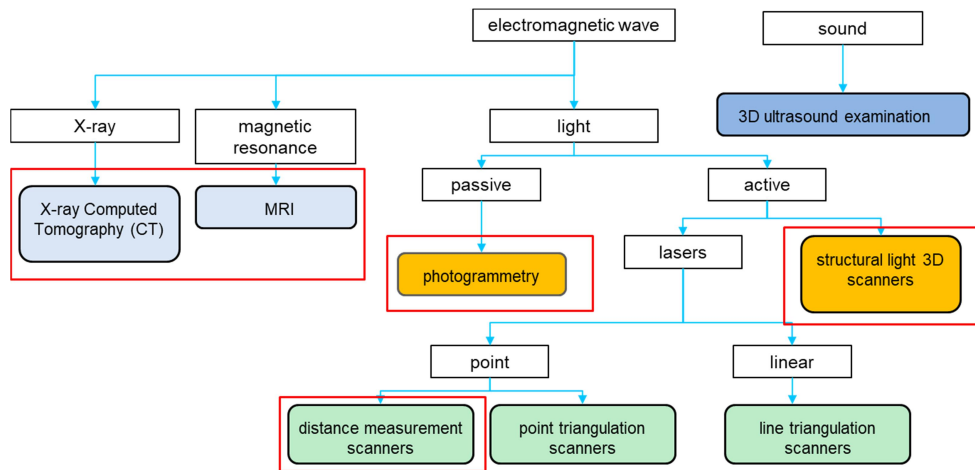 electromagnetic wave
sound
X-ray
magnetic
resonance
light
3D ultrasound examination
passive
active
X-ray Computed
Tomography (CT)
MRI
photogrammetry
lasers
structural light 3D
scanners
point
linear
distance measurement
scanners
point triangulation
scanners
line triangulation
scanners